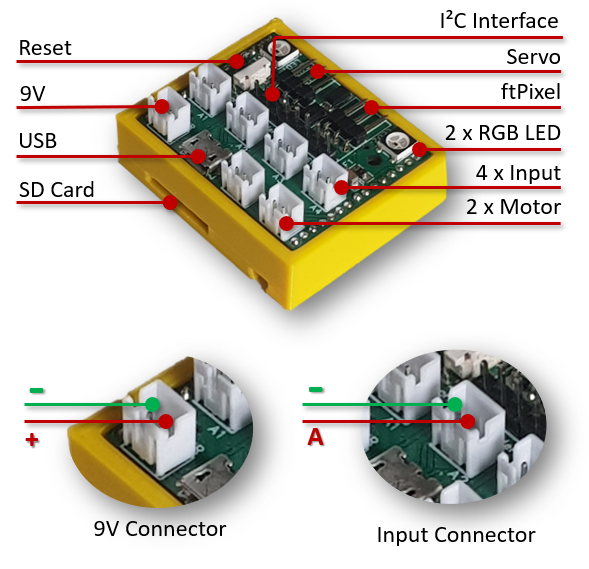 I²C Interface
Reset
Servo
9V
ftPixel
USB
2 x RGB LED
4 x Input
SD Card
2 x Motor
–
+
A1
9V Connector
–
A
Input Connector